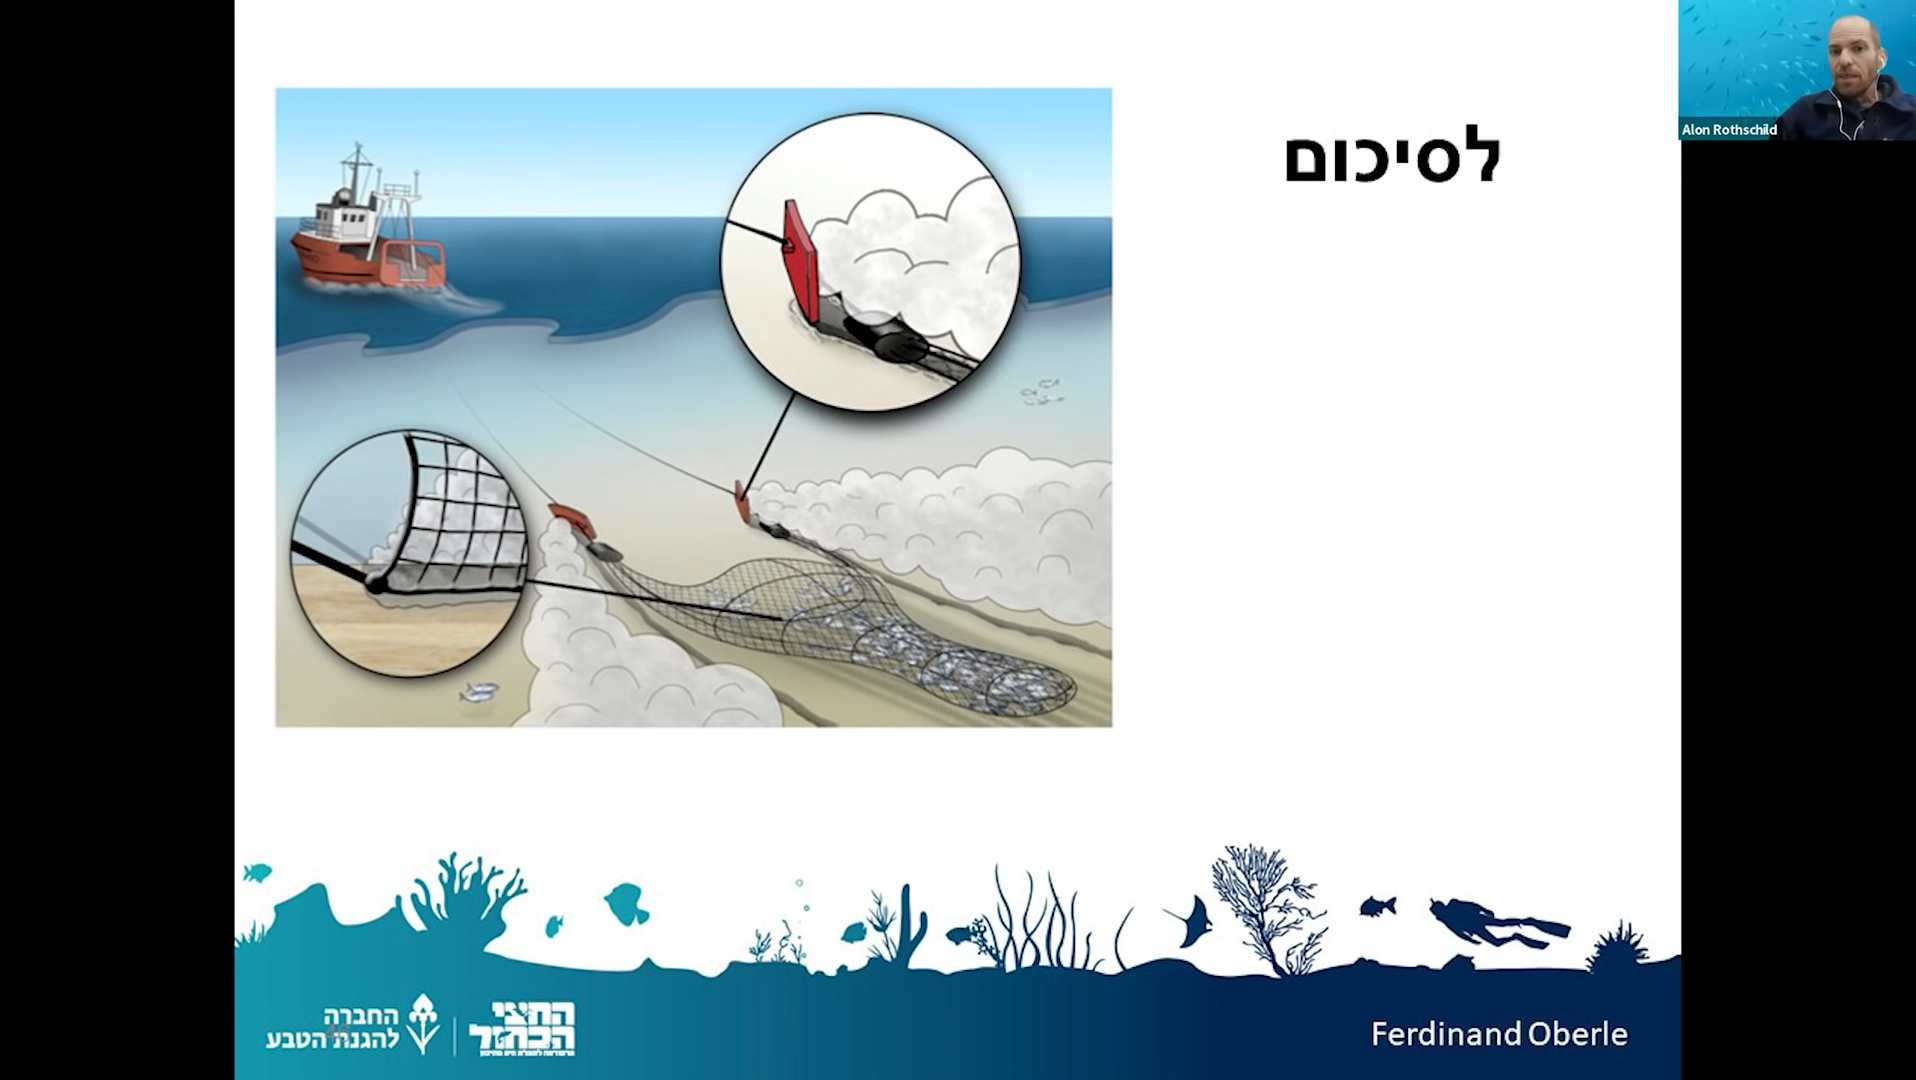 Alon Rothschild
לסיכום
החברה
להגנת הטבע
החצי
הכחול
Ferdinand Oberle